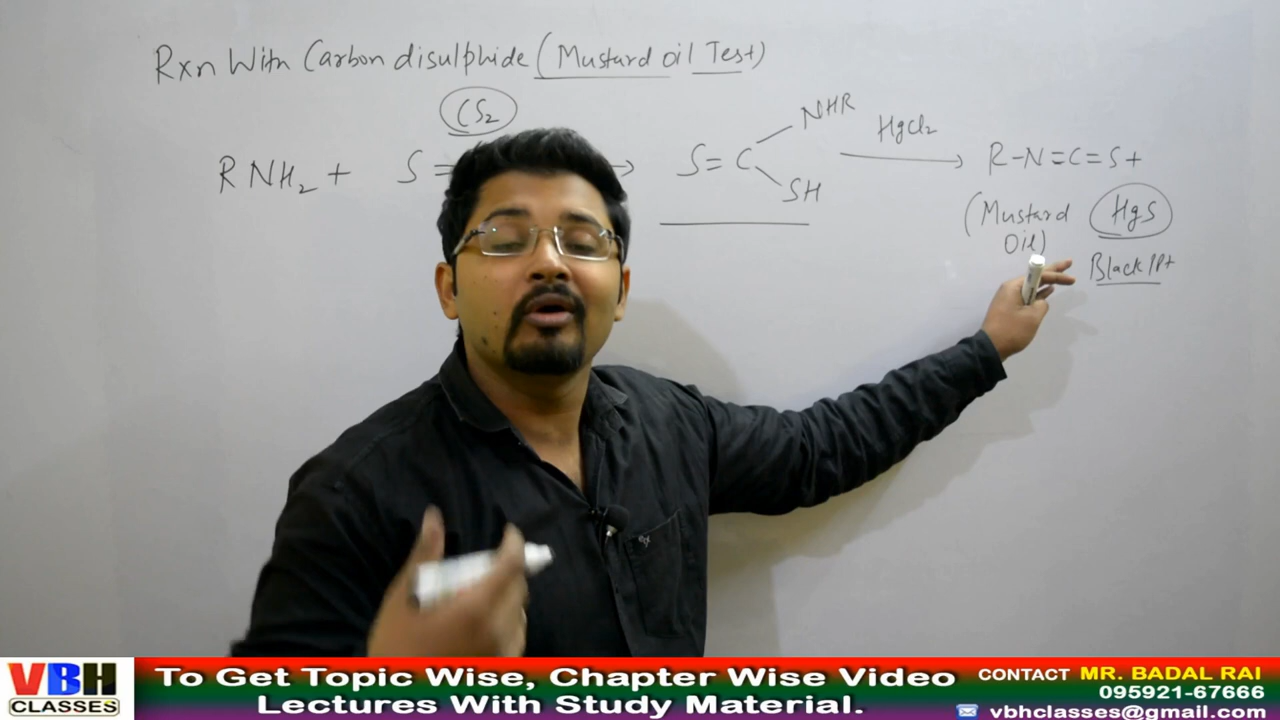 Rxn With Carbon disulphide (Mustard oil Test)
CS2
RNH2 + S= → S=C NHR SH HgCl2 → R-N=C=S+
(Mustard Oil) HgS
Black ppt
VBH CLASSES
To Get Topic Wise, Chapter Wise Video
Lectures With Study Material.
CONTACT MR. BADAL RAI
095921-67666
vbhclasses@gmail.com